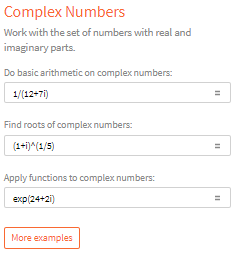 Complex Numbers
Work with the set of numbers with real and
imaginary parts.
Do basic arithmetic on complex numbers:
1/(12+7i) =
Find roots of complex numbers:
(1+i)^(1/5) =
Apply functions to complex numbers:
exp(24+2i) =
More examples